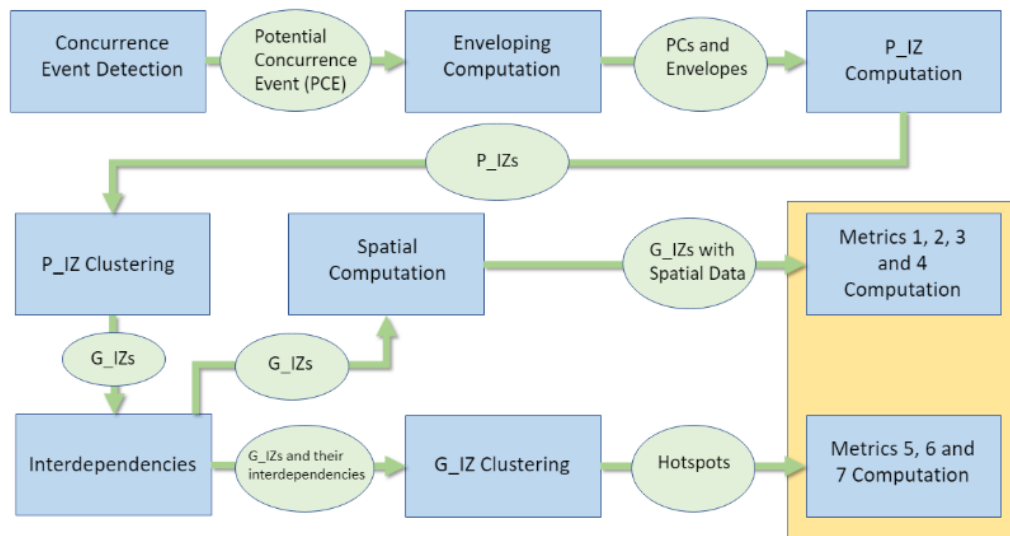 Concurrence
Event Detection
Potential
Concurrence
Event (PCE)
Enveloping
Computation
PCs and
Envelopes
P_IZ
Computation
P_IZs
P_IZ Clustering
Spatial
Computation
G_IZs with
Spatial Data
Metrics 1, 2, 3
and 4
Computation
G_IZs
G_IZs
Interdependencies
G_IZs and their
interdependencies
G_IZ Clustering
Hotspots
Metrics 5, 6 and
7 Computation